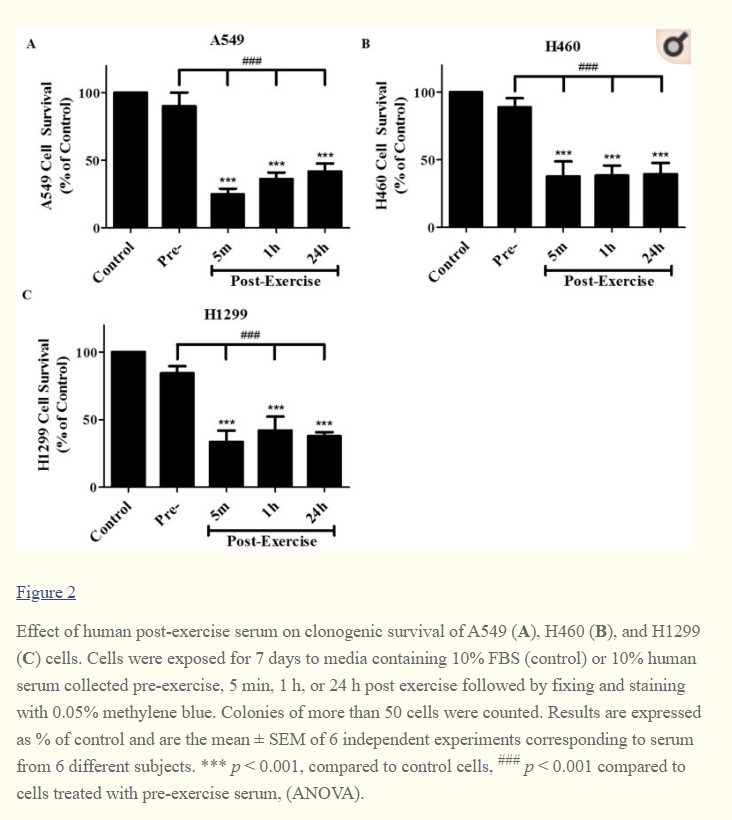 A
A549
###
A549 Cell Survival
(% of Control)
100
50
0
***
***
***
Control
Pre-
5m
1h
24h
Post-Exercise
B
H460
###
H460 Cell Survival
(% of Control)
100
50
0
***
***
***
Control
Pre-
5m
1h
24h
Post-Exercise
C
H1299
###
H1299 Cell Survival
(% of Control)
100
50
0
***
***
***
Control
Pre-
5m
1h
24h
Post-Exercise
Figure 2
Effect of human post-exercise serum on clonogenic survival of A549 (A), H460 (B), and H1299
(C) cells. Cells were exposed for 7 days to media containing 10% FBS (control) or 10% human
serum collected pre-exercise, 5 min, 1 h, or 24 h post exercise followed by fixing and staining
with 0.05% methylene blue. Colonies of more than 50 cells were counted. Results are expressed
as % of control and are the mean ± SEM of 6 independent experiments corresponding to serum
from 6 different subjects. *** p < 0.001, compared to control cells, ### p < 0.001 compared to
cells treated with pre-exercise serum, (ANOVA).